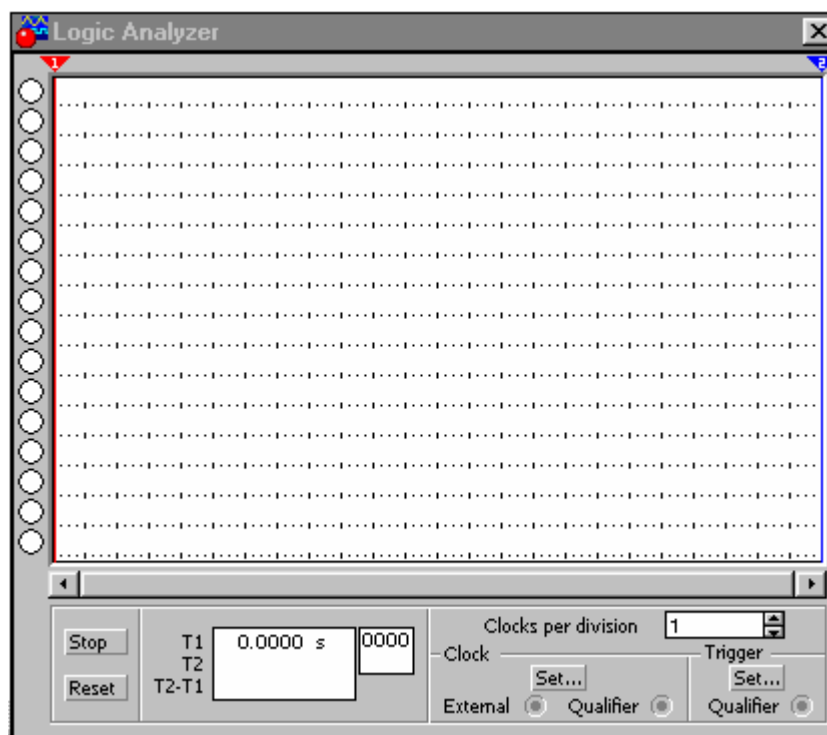 Logic Analyzer
1 2
Clocks per division 1
Stop T1 0.0000 s 0000
Clock Trigger
T2
Set... Set...
Reset T2-T1
External Qualifier Qualifier